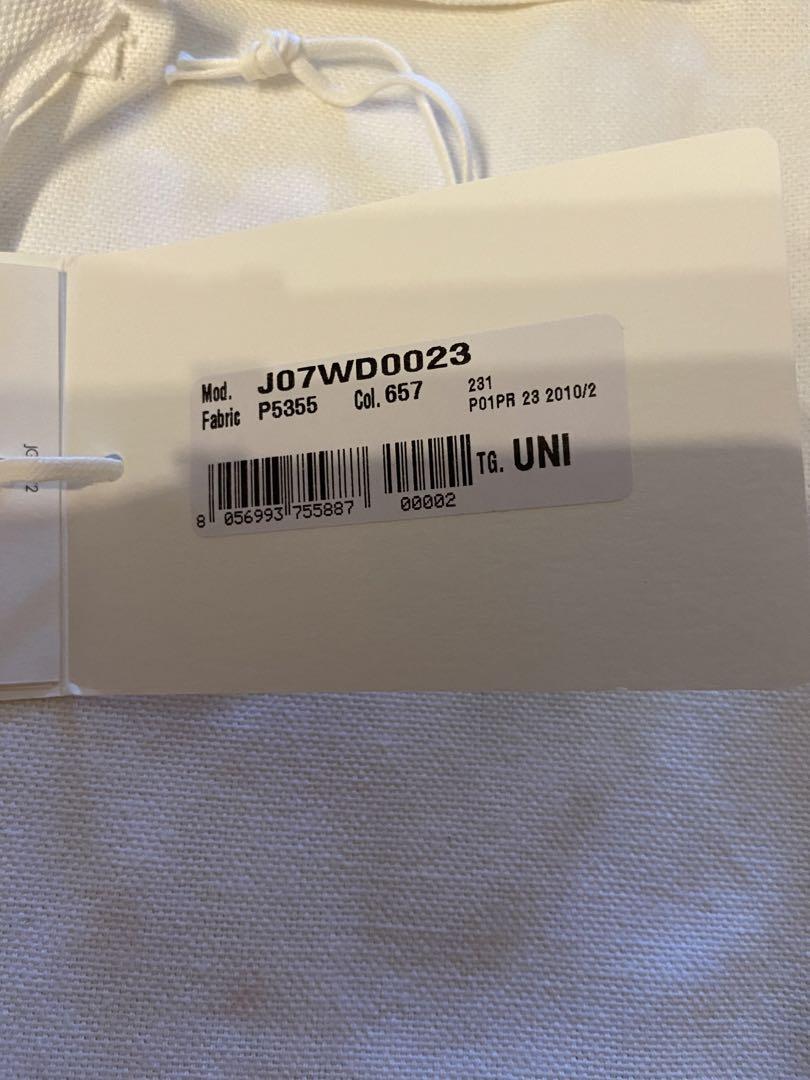 Mod. J07WD0023
Fabric P5355 Col. 657
231
P01PR 23 2010/2
TG. UNI
8 056993 755887 00002